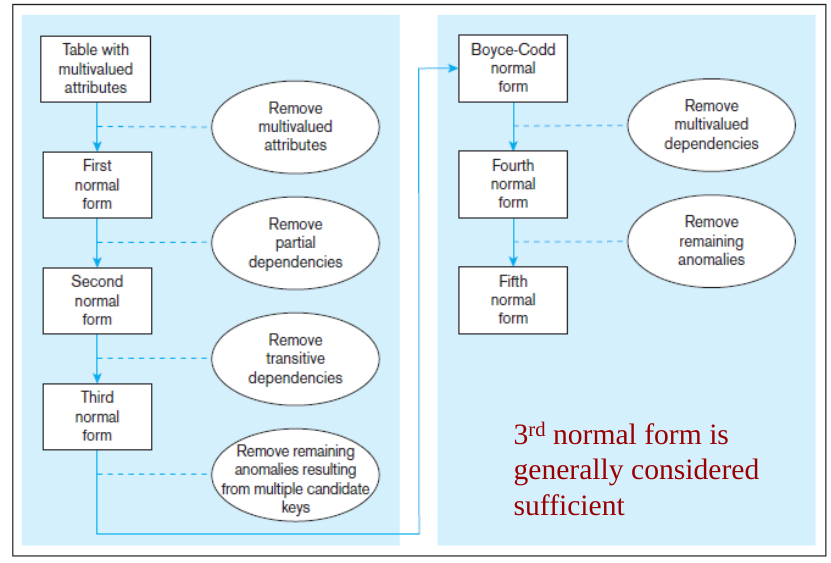 Table with
multivalued
attributes
Remove
multivalued
attributes
First
normal
form
Remove
partial
dependencies
Second
normal
form
Remove
transitive
dependencies
Third
normal
form
Remove remaining
anomalies resulting
from multiple candidate
keys
Boyce-Codd
normal
form
Remove
multivalued
dependencies
Fourth
normal
form
Remove
remaining
anomalies
Fifth
normal
form
3rd normal form is
generally considered
sufficient